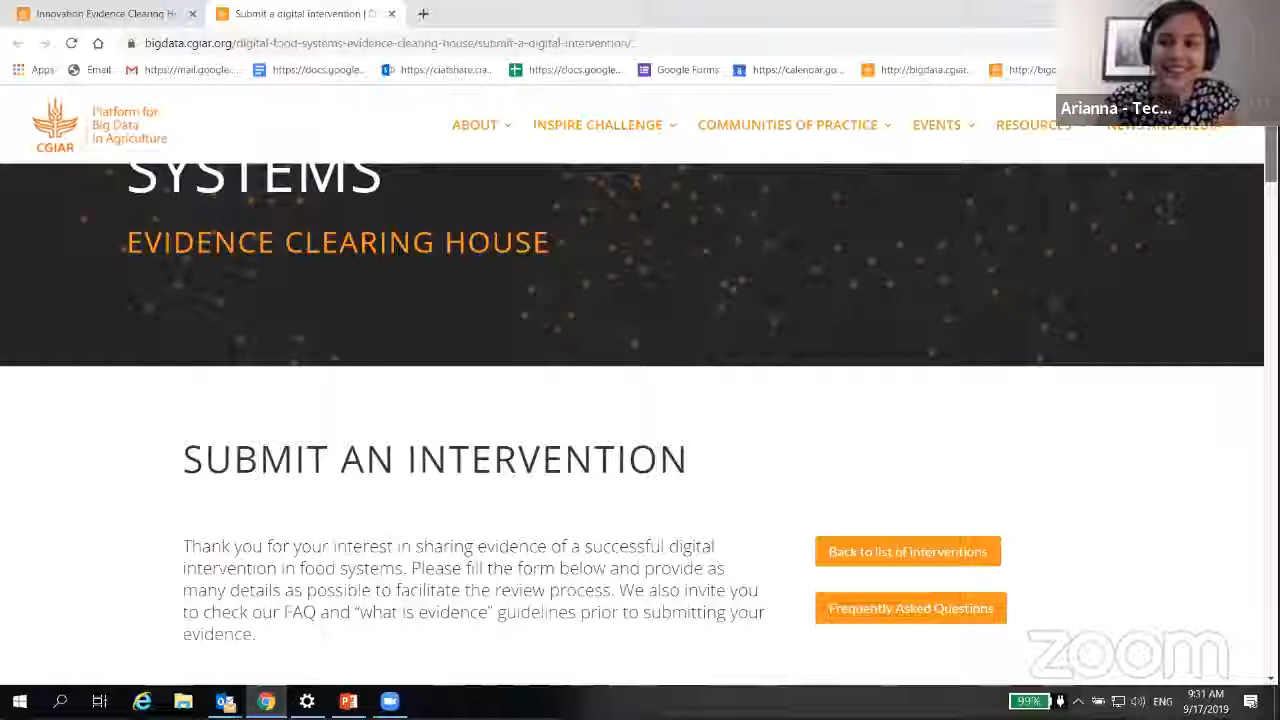 Innovation Evidence Clearing H
Submit a digital intervention |
bigdata.cgiar.org/digital-food-systems-evidence-clearing-house/submit-a-digital-intervention/
Apps
Email
https://mail.google...
https://docs.google...
https://docs.google...
Google Forms
https://calendar.go...
http://bigdata.cgiar...
Arianna - Tec...
Platform for
Big Data
in Agriculture
CGIAR
ABOUT
INSPIRE CHALLENGE
COMMUNITIES OF PRACTICE
EVENTS
RESOURCES
NEWS AND MEDIA
SYSTEMS
EVIDENCE CLEARING HOUSE
SUBMIT AN INTERVENTION
Thank you for your interest in sharing evidence of a successful digital
intervention in food systems. Please fill the form below and provide as
many details as possible to facilitate the review process. We also invite you
to check our FAQ and “what is evidence” guidelines prior to submitting your
evidence.
Back to list of interventions
Frequently Asked Questions
zoom
99%
ENG
9:31 AM
9/17/2019